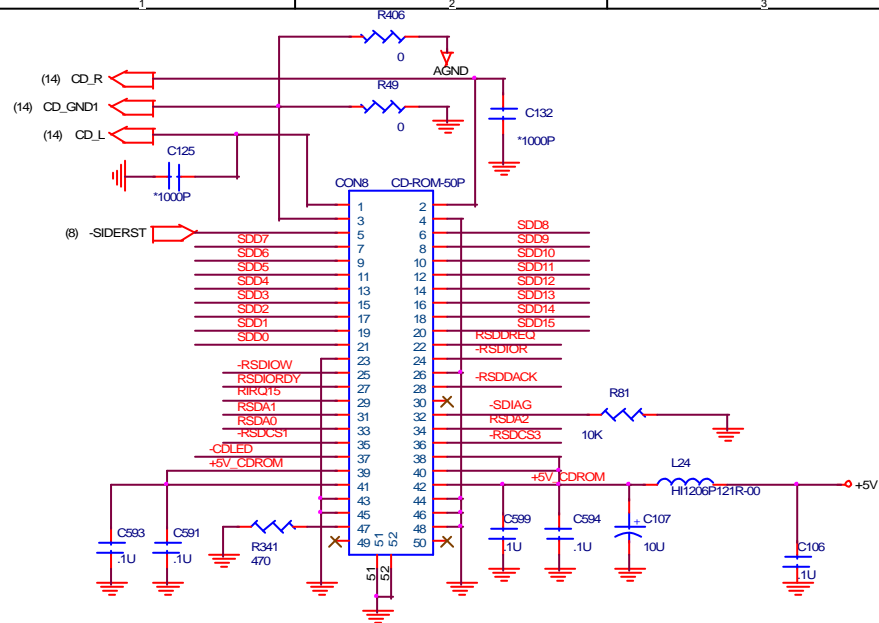 1 2 3
R406
0
AGND
(14) CD_R
R49
(14) CD_GND1
0
C132
*1000P
(14) CD_L
C125
*1000P
CON8 CD-ROM-50P
1 2
3 4
(8) -SIDERST 5 6 SDD8
SDD7 7 8 SDD9
SDD6 9 10 SDD10
SDD5 11 12 SDD11
SDD4 13 14 SDD12
SDD3 15 16 SDD13
SDD2 17 18 SDD14
SDD1 19 20 SDD15
SDD0 21 22 RSDDREQ
23 24 -RSDIOR
-RSDIOW 25 26
RSDIORDY 27 28 -RSDDACK
RIRQ15 29 30
RSDA1 31 32 -SDIAG
R81
10K
RSDA0 33 34 RSDA2
-RSDCS1 35 36 -RSDCS3
-CDLED 37 38
+5V_CDROM 39 40
41 42 +5V_CDROM
L24
HI1206P121R-00
+5V
43 44
45 46
47 48
49 50
51 52
51 52
C593
.1U
C591
.1U
R341
470
C599
.1U
C594
.1U
+
C107
10U
C106
.1U